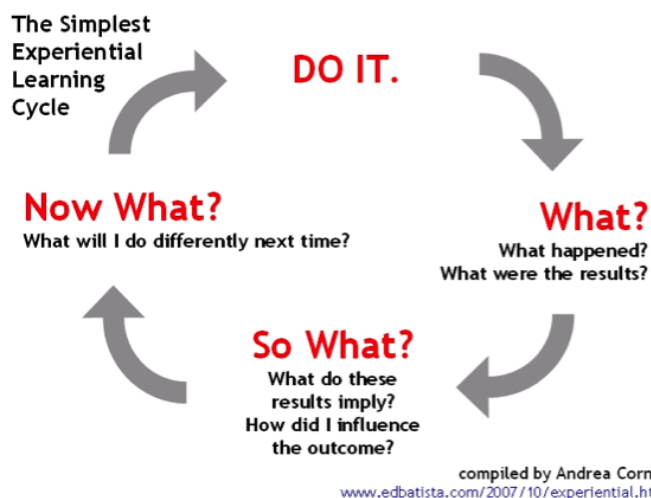 The Simplest
Experiential
Learning
Cycle
DO IT.
Now What?
What will I do differently next time?
What?
What happened?
What were the results?
So What?
What do these
results imply?
How did I influence
the outcome?
compiled by Andrea Corn
www.edbatista.com/2007/10/experiential.ht